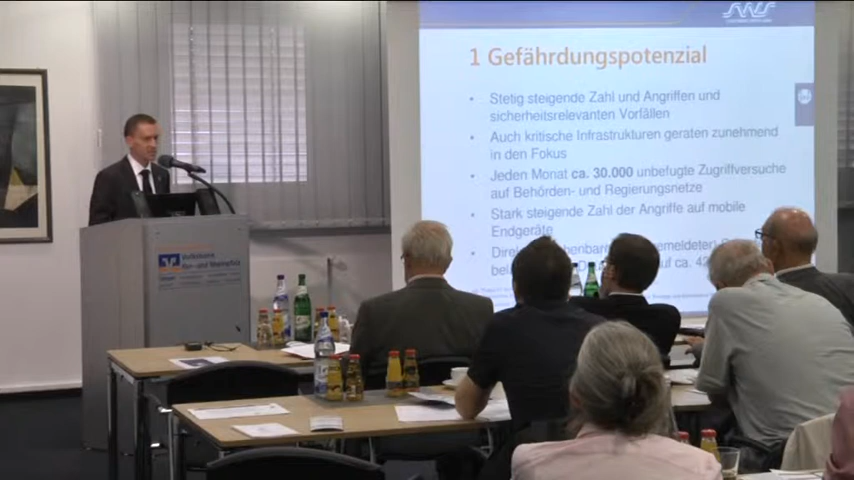 1 Gefährdungspotenzial
• Stetig steigende Zahl und Angriffen und
sicherheitsrelevanten Vorfällen
• Auch kritische Infrastrukturen geraten zunehmend
in den Fokus
• Jeden Monat ca. 30.000 unbefugte Zugriffversuche
auf Behörden- und Regierungsnetze
• Stark steigende Zahl der Angriffe auf mobile
Endgeräte
Volksbank